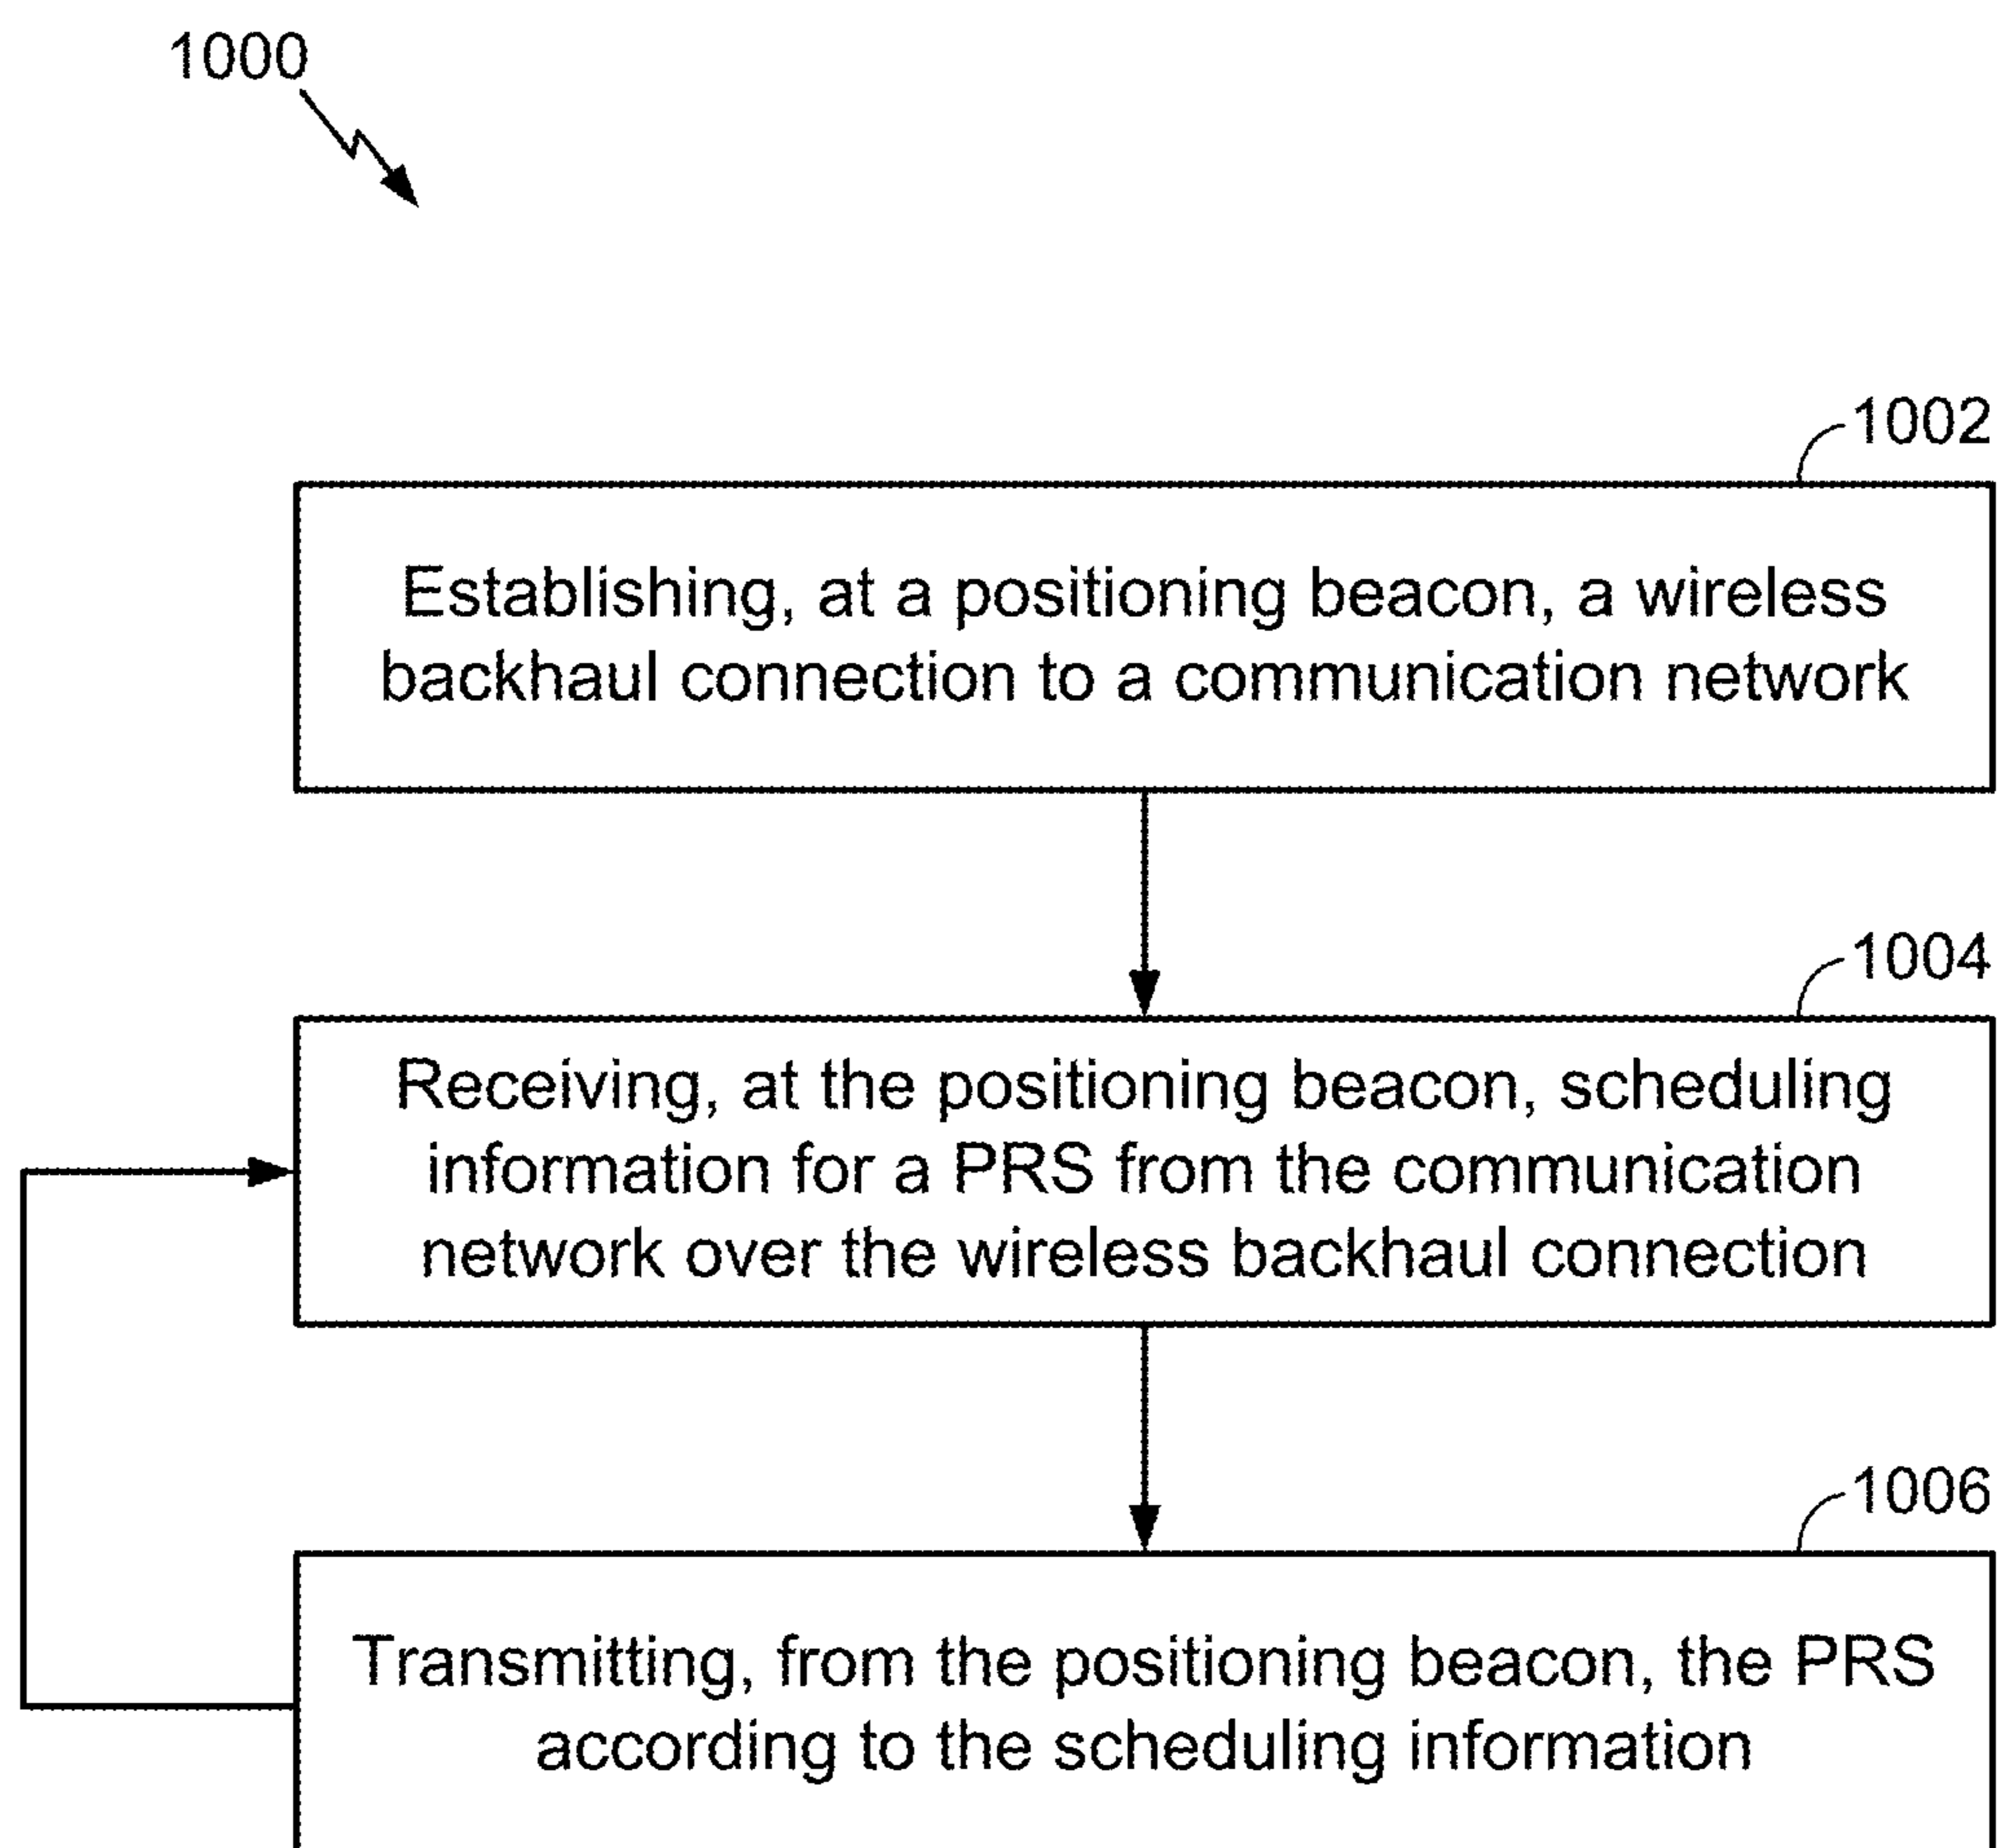 1000
1002
Establishing, at a positioning beacon, a wireless
backhaul connection to a communication network
1004
Receiving, at the positioning beacon, scheduling
information for a PRS from the communication
network over the wireless backhaul connection
1006
Transmitting, from the positioning beacon, the PRS
according to the scheduling information